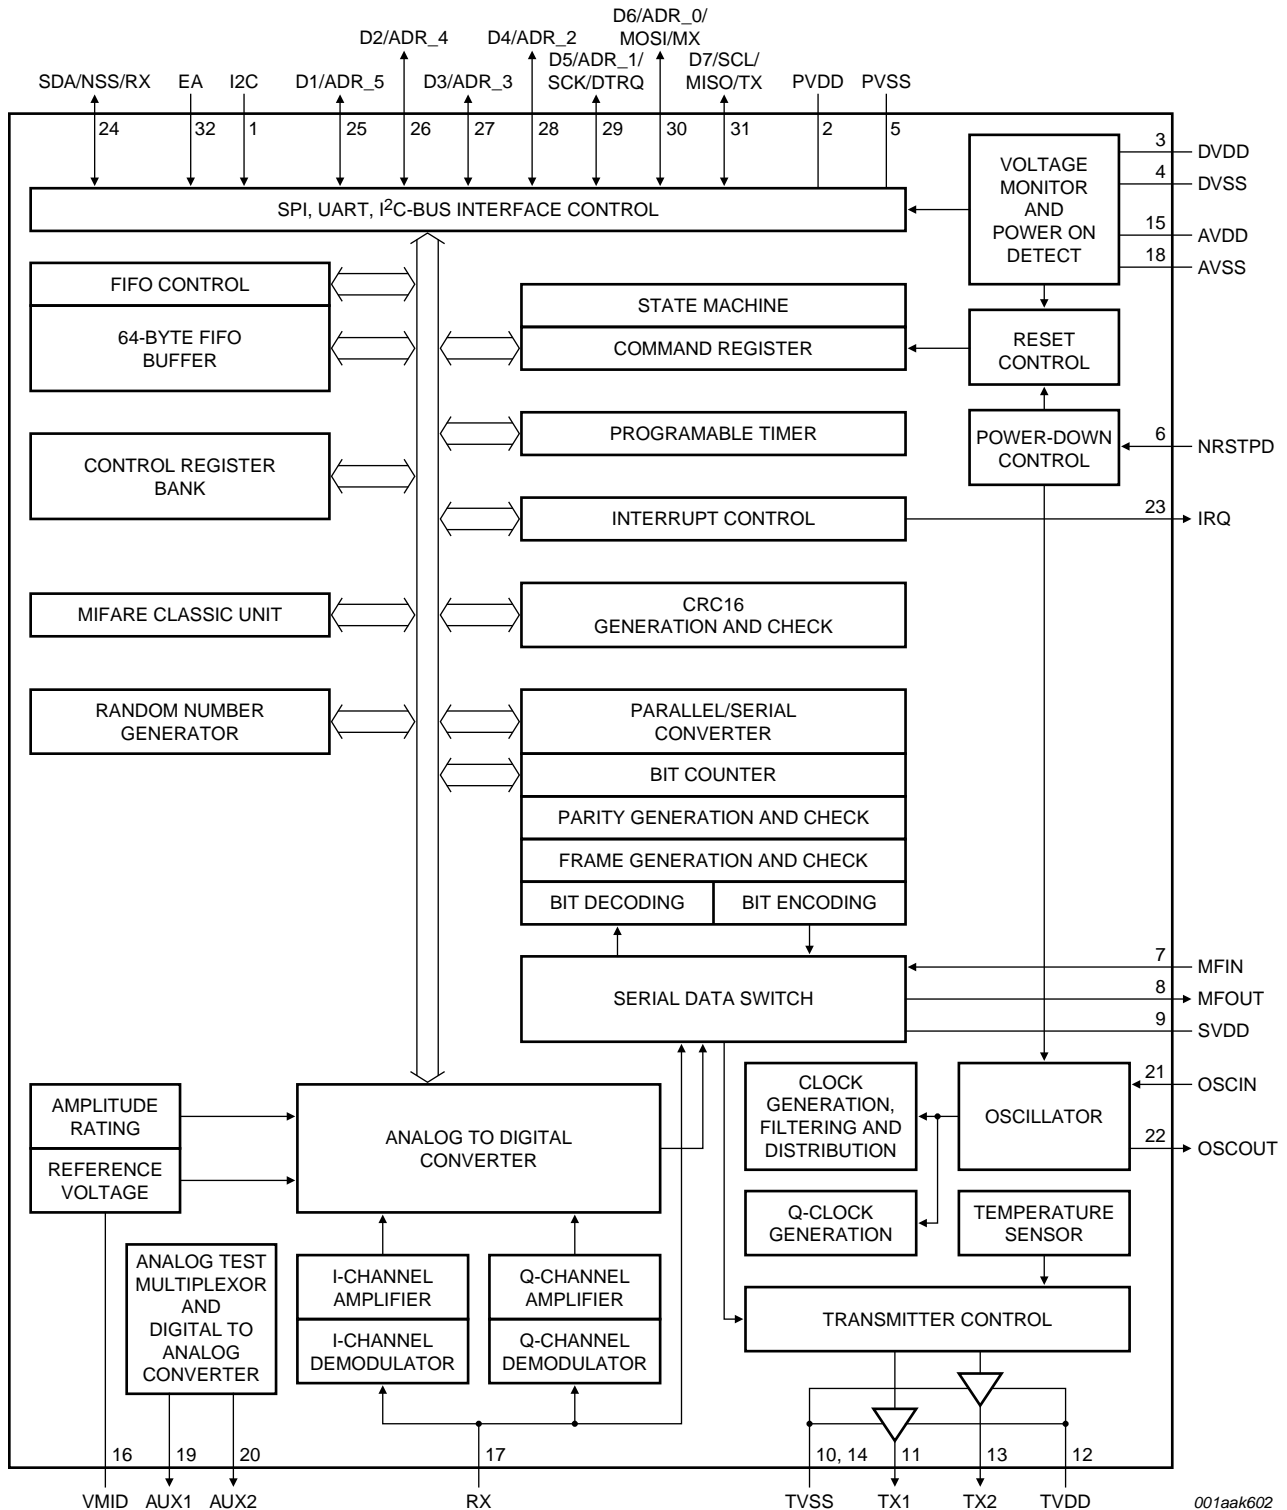 D6/ADR_0/
MOSI/MX
D2/ADR_4
D4/ADR_2
D5/ADR_1/
SCK/DTRQ
D7/SCL/
MISO/TX
SDA/NSS/RX
EA
I2C
D1/ADR_5
D3/ADR_3
PVDD
PVSS
24
32
1
25
26
27
28
29
30
31
2
5
SPI, UART, I²C-BUS INTERFACE CONTROL
VOLTAGE
MONITOR
AND
POWER ON
DETECT
3
DVDD
4
DVSS
15
AVDD
18
AVSS
FIFO CONTROL
64-BYTE FIFO
BUFFER
STATE MACHINE
COMMAND REGISTER
RESET
CONTROL
CONTROL REGISTER
BANK
PROGRAMABLE TIMER
POWER-DOWN
CONTROL
6
NRSTPD
INTERRUPT CONTROL
23
IRQ
MIFARE CLASSIC UNIT
CRC16
GENERATION AND CHECK
RANDOM NUMBER
GENERATOR
PARALLEL/SERIAL
CONVERTER
BIT COUNTER
PARITY GENERATION AND CHECK
FRAME GENERATION AND CHECK
BIT DECODING
BIT ENCODING
SERIAL DATA SWITCH
7
MFIN
8
MFOUT
9
SVDD
AMPLITUDE
RATING
REFERENCE
VOLTAGE
ANALOG TO DIGITAL
CONVERTER
CLOCK
GENERATION,
FILTERING AND
DISTRIBUTION
OSCILLATOR
21
OSCIN
22
OSCOUT
Q-CLOCK
GENERATION
TEMPERATURE
SENSOR
ANALOG TEST
MULTIPLEXOR
AND
DIGITAL TO
ANALOG
CONVERTER
I-CHANNEL
AMPLIFIER
I-CHANNEL
DEMODULATOR
Q-CHANNEL
AMPLIFIER
Q-CHANNEL
DEMODULATOR
TRANSMITTER CONTROL
16
19
20
17
10, 14
11
13
12
VMID
AUX1
AUX2
RX
TVSS
TX1
TX2
TVDD
001aak602